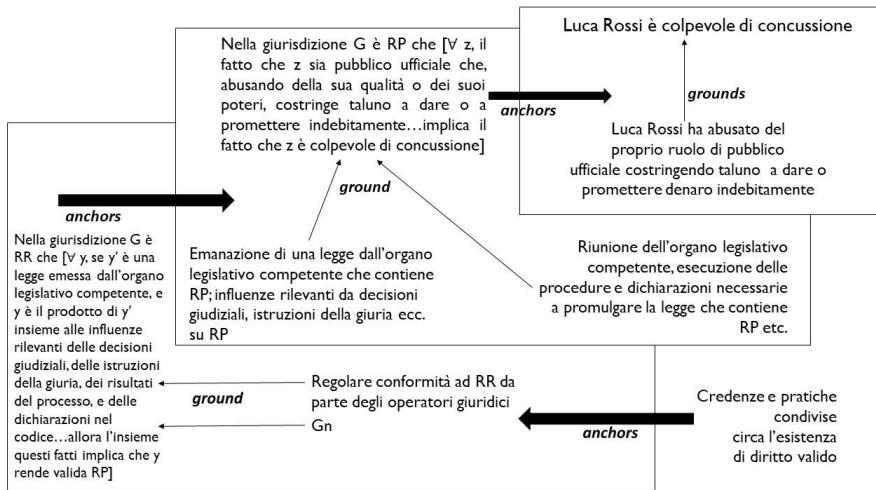 Luca Rossi è colpevole di concussione
grounds
Luca Rossi ha abusato del
proprio ruolo di pubblico
ufficiale costringendo taluno a dare o
promettere denaro indebitamente
anchors
Nella giurisdizione G è RP che [∀ z, il
fatto che z sia pubblico ufficiale che,
abusando della sua qualità o dei suoi
poteri, costringe taluno a dare o a
promettere indebitamente…implica il
fatto che z è colpevole di concussione]
ground
Emanazione di una legge dall'organo
legislativo competente che contiene
RP; influenze rilevanti da decisioni
giudiziali, istruzioni della giuria ecc.
su RP
Riunione dell'organo legislativo
competente, esecuzione delle
procedure e dichiarazioni necessarie
a promulgare la legge che contiene
RP etc.
anchors
Nella giurisdizione G è
RR che [∀ y, se y' è una
legge emessa dall'organo
legislativo competente, e
y è il prodotto di y'
insieme alle influenze
rilevanti delle decisioni
giudiziali, delle istruzioni
della giuria, dei risultati
del processo, e delle
dichiarazioni nel
codice…allora l'insieme
questi fatti implica che y
rende valida RP]
ground
Regolare conformità ad RR da
parte degli operatori giuridici
Gn
anchors
Credenze e pratiche
condivise
circa l'esistenza
di diritto valido